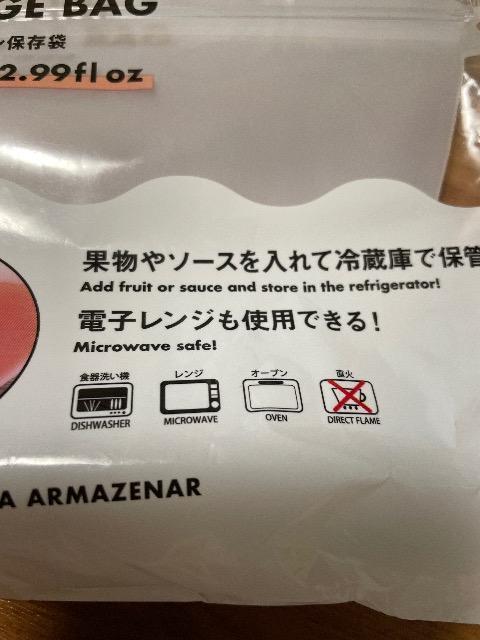 GE BAG
保存袋
2.99fl oz
果物やソースを入れて冷蔵庫で保管
Add fruit or sauce and store in the refrigerator!
電子レンジも使用できる!
Microwave safe!
食器洗い機 レンジ オーブン 直火
DISHWASHER MICROWAVE OVEN DIRECT FLAME
A ARMAZENAR